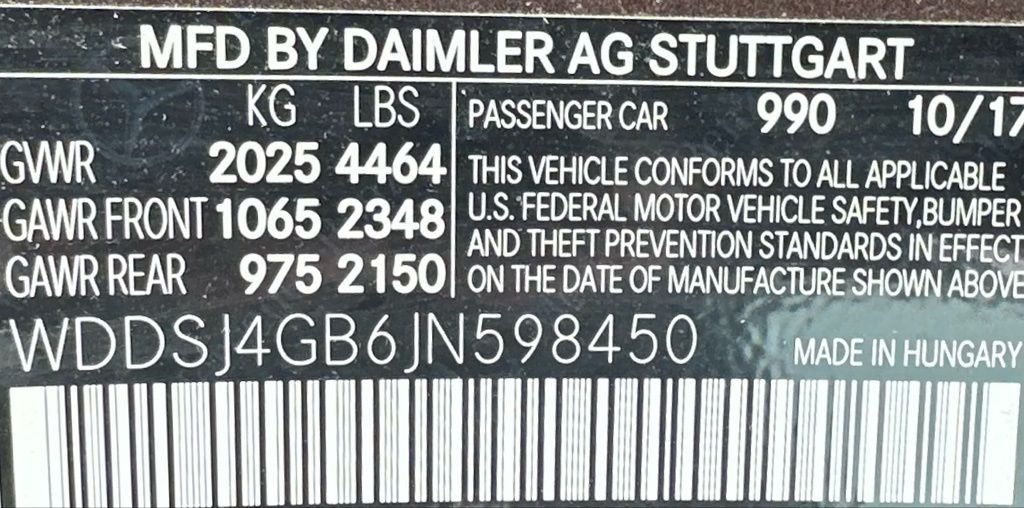 MFD BY DAIMLER AG STUTTGART
KG LBS
GVWR 2025 4464
GAWR FRONT 1065 2348
GAWR REAR 975 2150
PASSENGER CAR 990 10/17
THIS VEHICLE CONFORMS TO ALL APPLICABLE
U.S. FEDERAL MOTOR VEHICLE SAFETY,BUMPER
AND THEFT PREVENTION STANDARDS IN EFFECT
ON THE DATE OF MANUFACTURE SHOWN ABOVE
WDDSJ4GB6JN598450
MADE IN HUNGARY